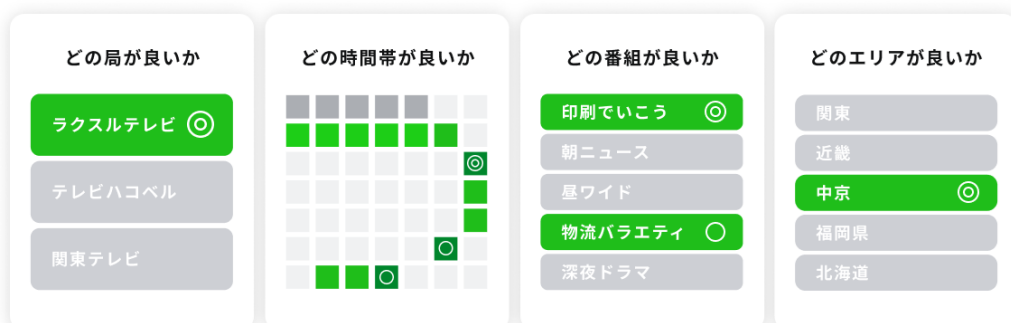 どの局が良いか
ラクスルテレビ
テレビハコベル
関東テレビ
どの時間帯が良いか
どの番組が良いか
印刷でいこう
朝ニュース
昼ワイド
物流バラエティ
深夜ドラマ
どのエリアが良いか
関東
近畿
中京
福岡県
北海道